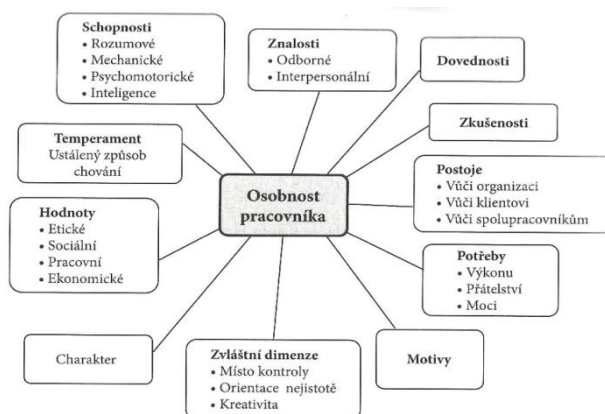 Schopnosti
• Rozumové
• Mechanické
• Psychomotorické
• Inteligence
Znalosti
• Odborné
• Interpersonální
Dovednosti
Zkušenosti
Temperament
Ustálený způsob
chování
Osobnost
pracovníka
Postoje
• Vůči organizaci
• Vůči klientovi
• Vůči spolupracovníkům
Hodnoty
• Etické
• Sociální
• Pracovní
• Ekonomické
Potřeby
• Výkonu
• Přátelství
• Moci
Charakter
Zvláštní dimenze
• Místo kontroly
• Orientace nejistotě
• Kreativita
Motivy